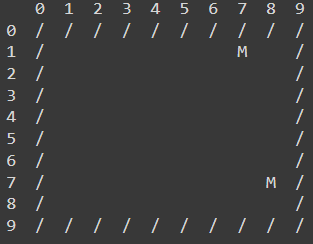 0 1 2 3 4 5 6 7 8 9
0 / / / / / / / / / /
1 /             M   /
2 /                 /
3 /                 /
4 /                 /
5 /                 /
6 /                 /
7 /               M /
8 /                 /
9 / / / / / / / / / /